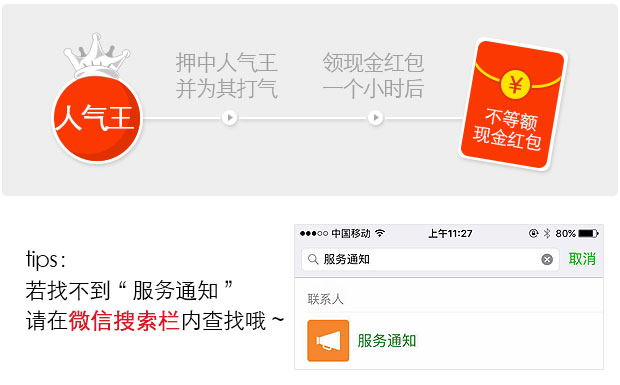 人气王
押中人气王
并为其打气
领现金红包
一个小时后
¥
不等额
现金红包
tips:
若找不到“服务通知”
请在微信搜索栏内查找哦~
中国移动 上午11:27 80%
服务通知 取消
联系人
服务通知